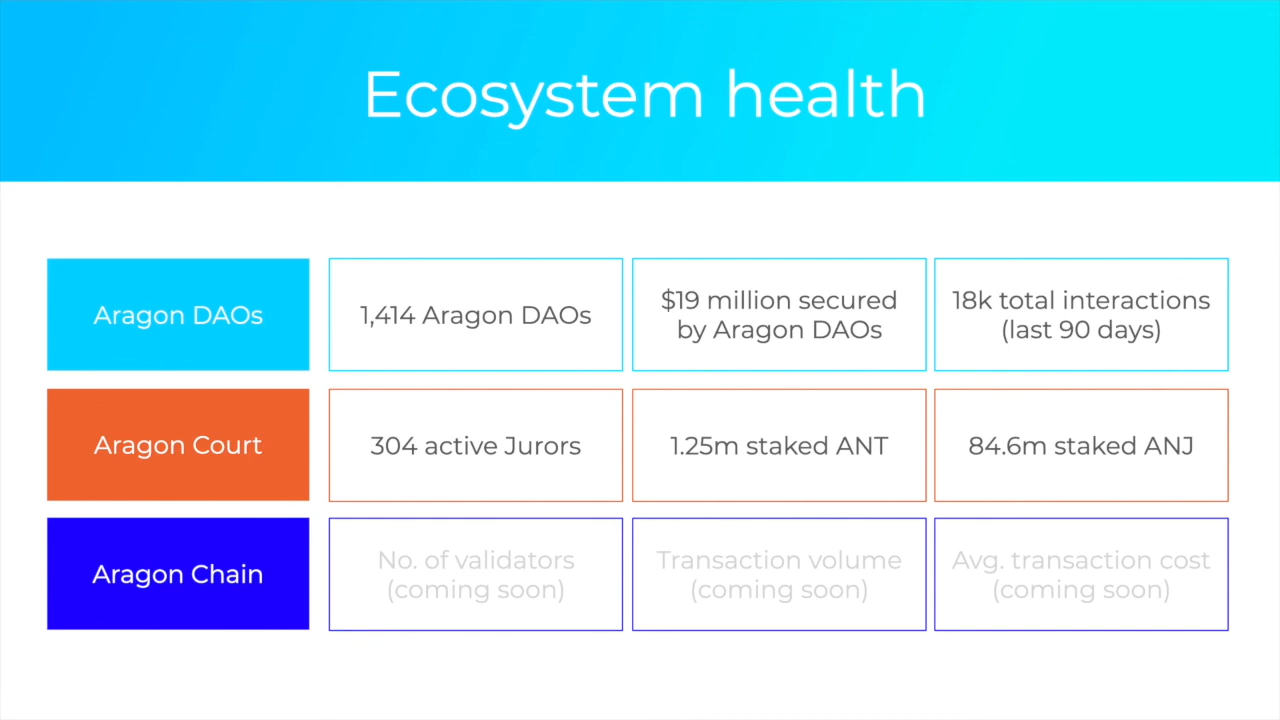 Ecosystem health
Aragon DAOs
1,414 Aragon DAOs
$19 million secured
by Aragon DAOs
18k total interactions
(last 90 days)
Aragon Court
304 active Jurors
1.25m staked ANT
84.6m staked ANJ
Aragon Chain
No. of validators
(coming soon)
Transaction volume
(coming soon)
Avg. transaction cost
(coming soon)